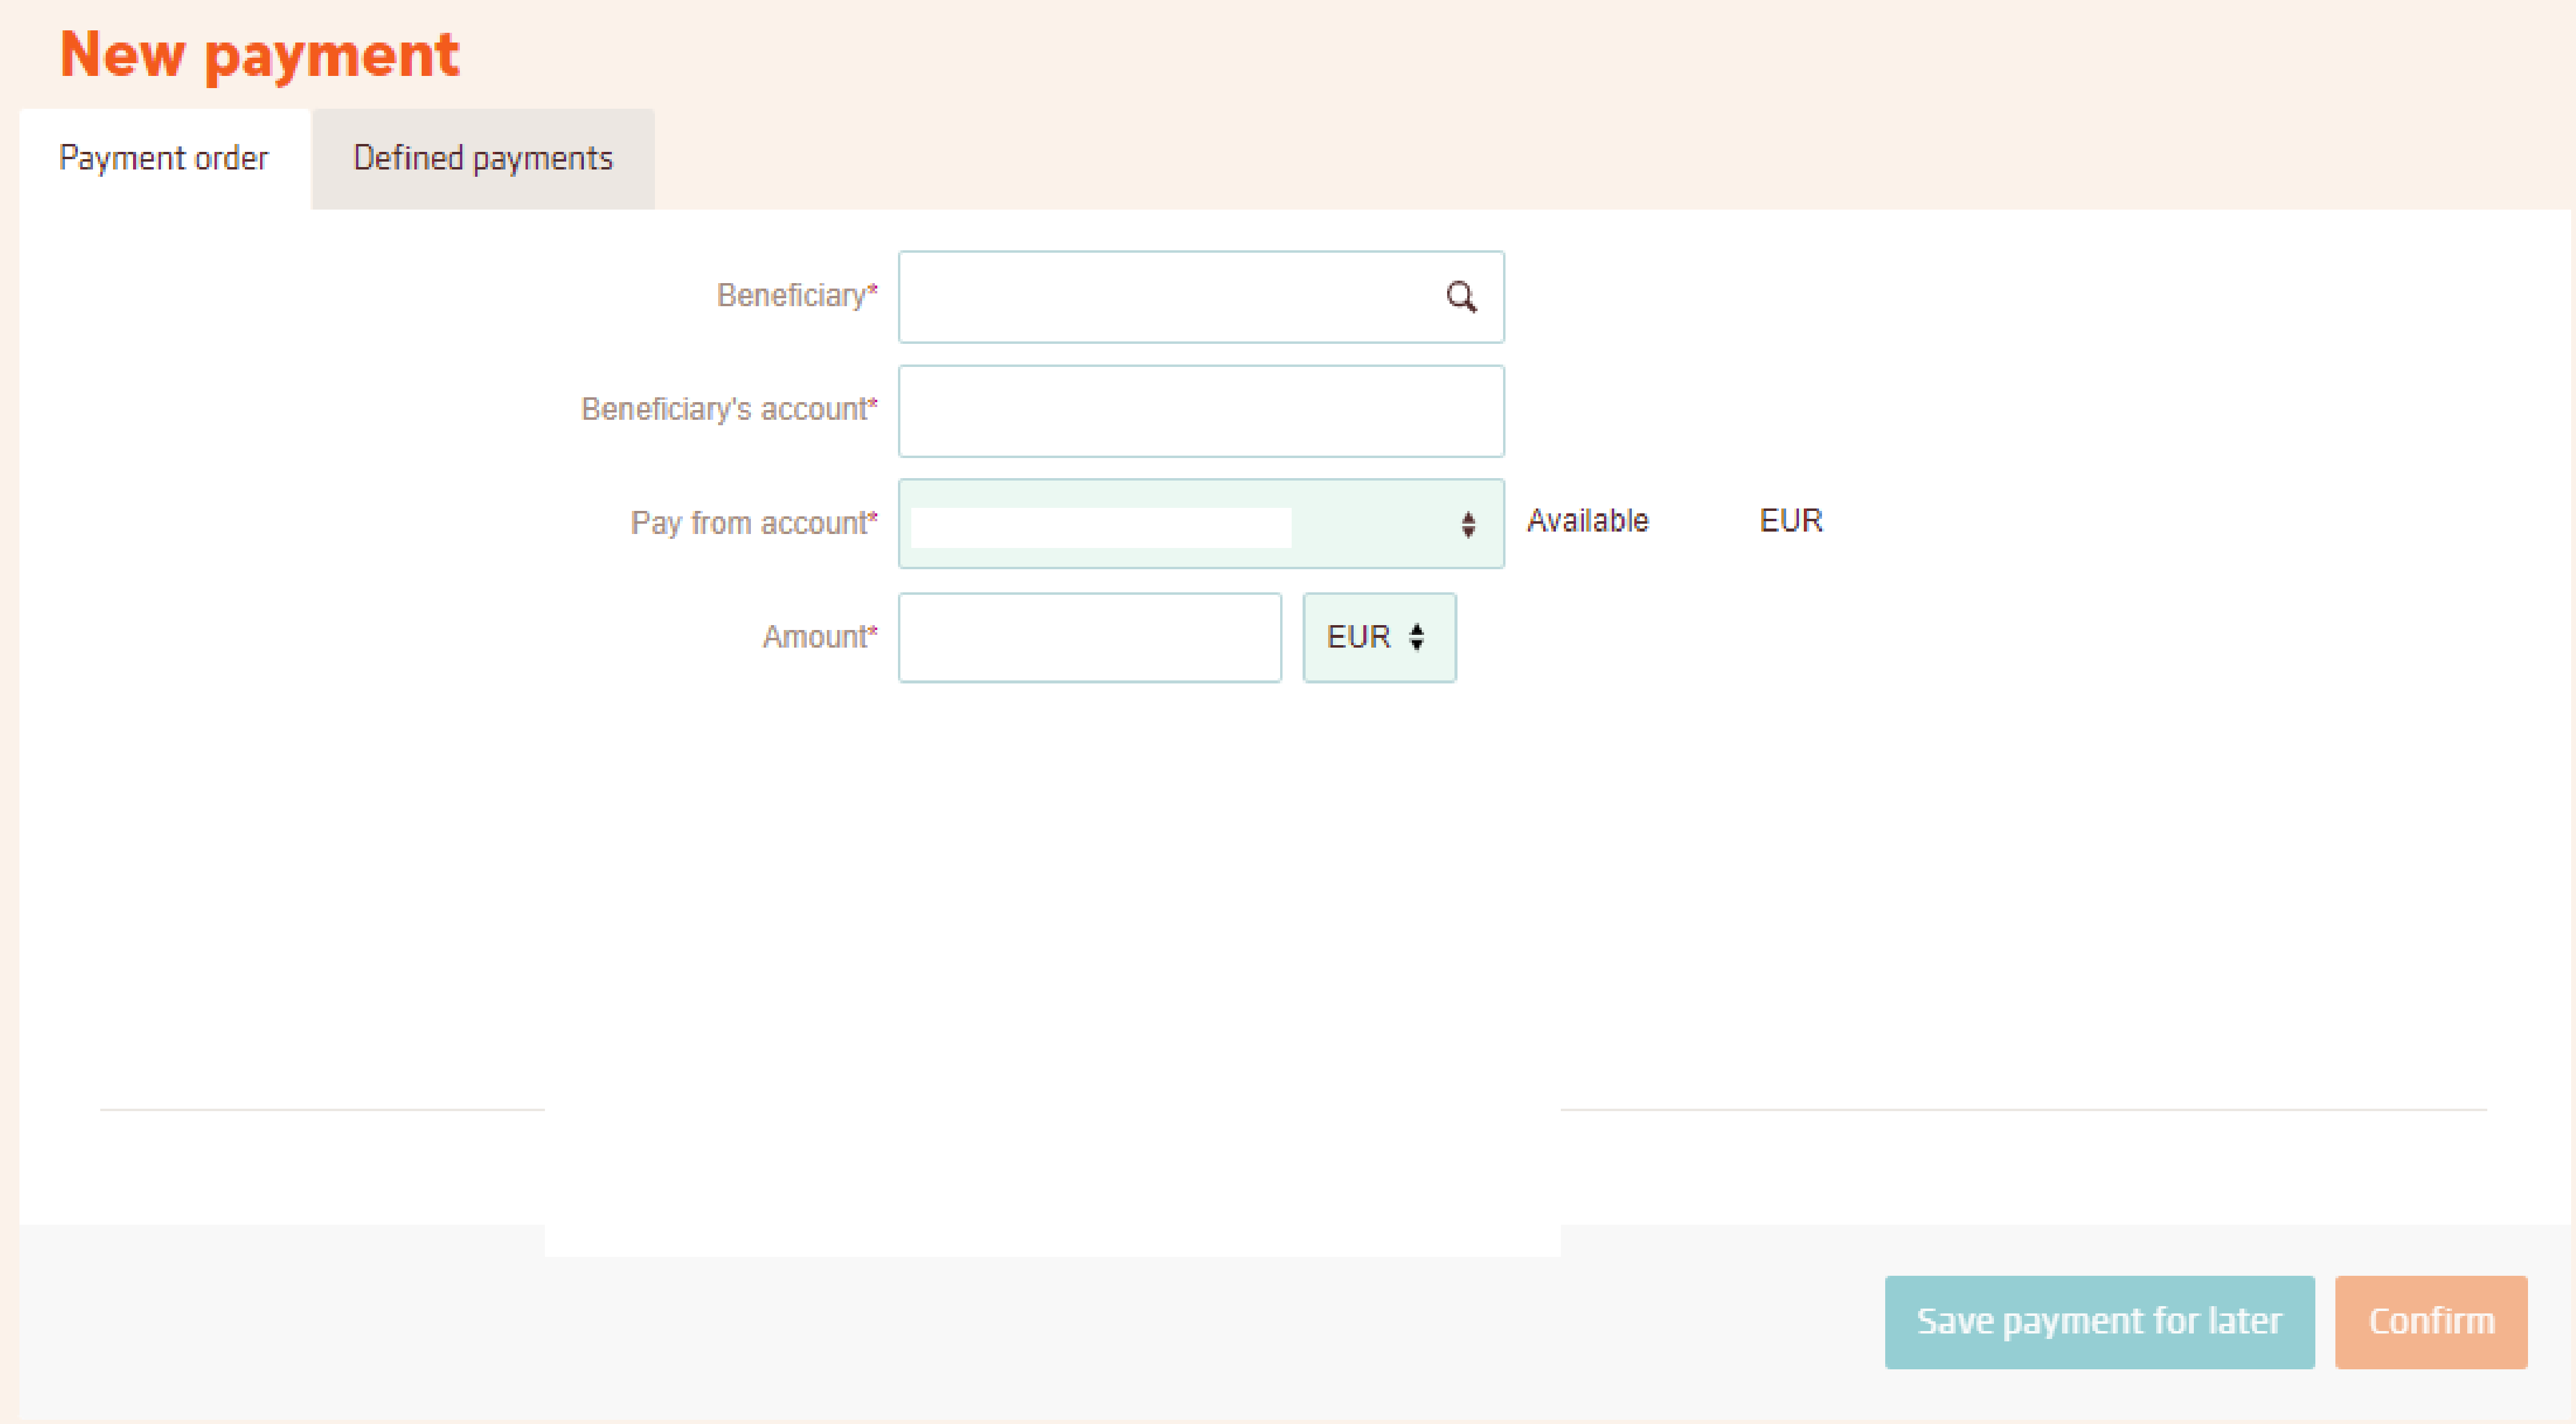 New payment
Payment order Defined payments
Beneficiary*
Beneficiary's account*
Pay from account* Available EUR
Amount* EUR
Save payment for later Confirm